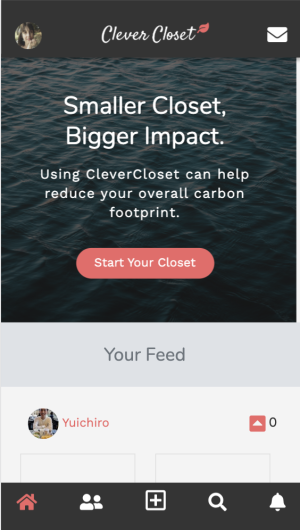 Clever Closet
Smaller Closet,
Bigger Impact.
Using CleverCloset can help
reduce your overall carbon
footprint.
Start Your Closet
Your Feed
Yuichiro
0